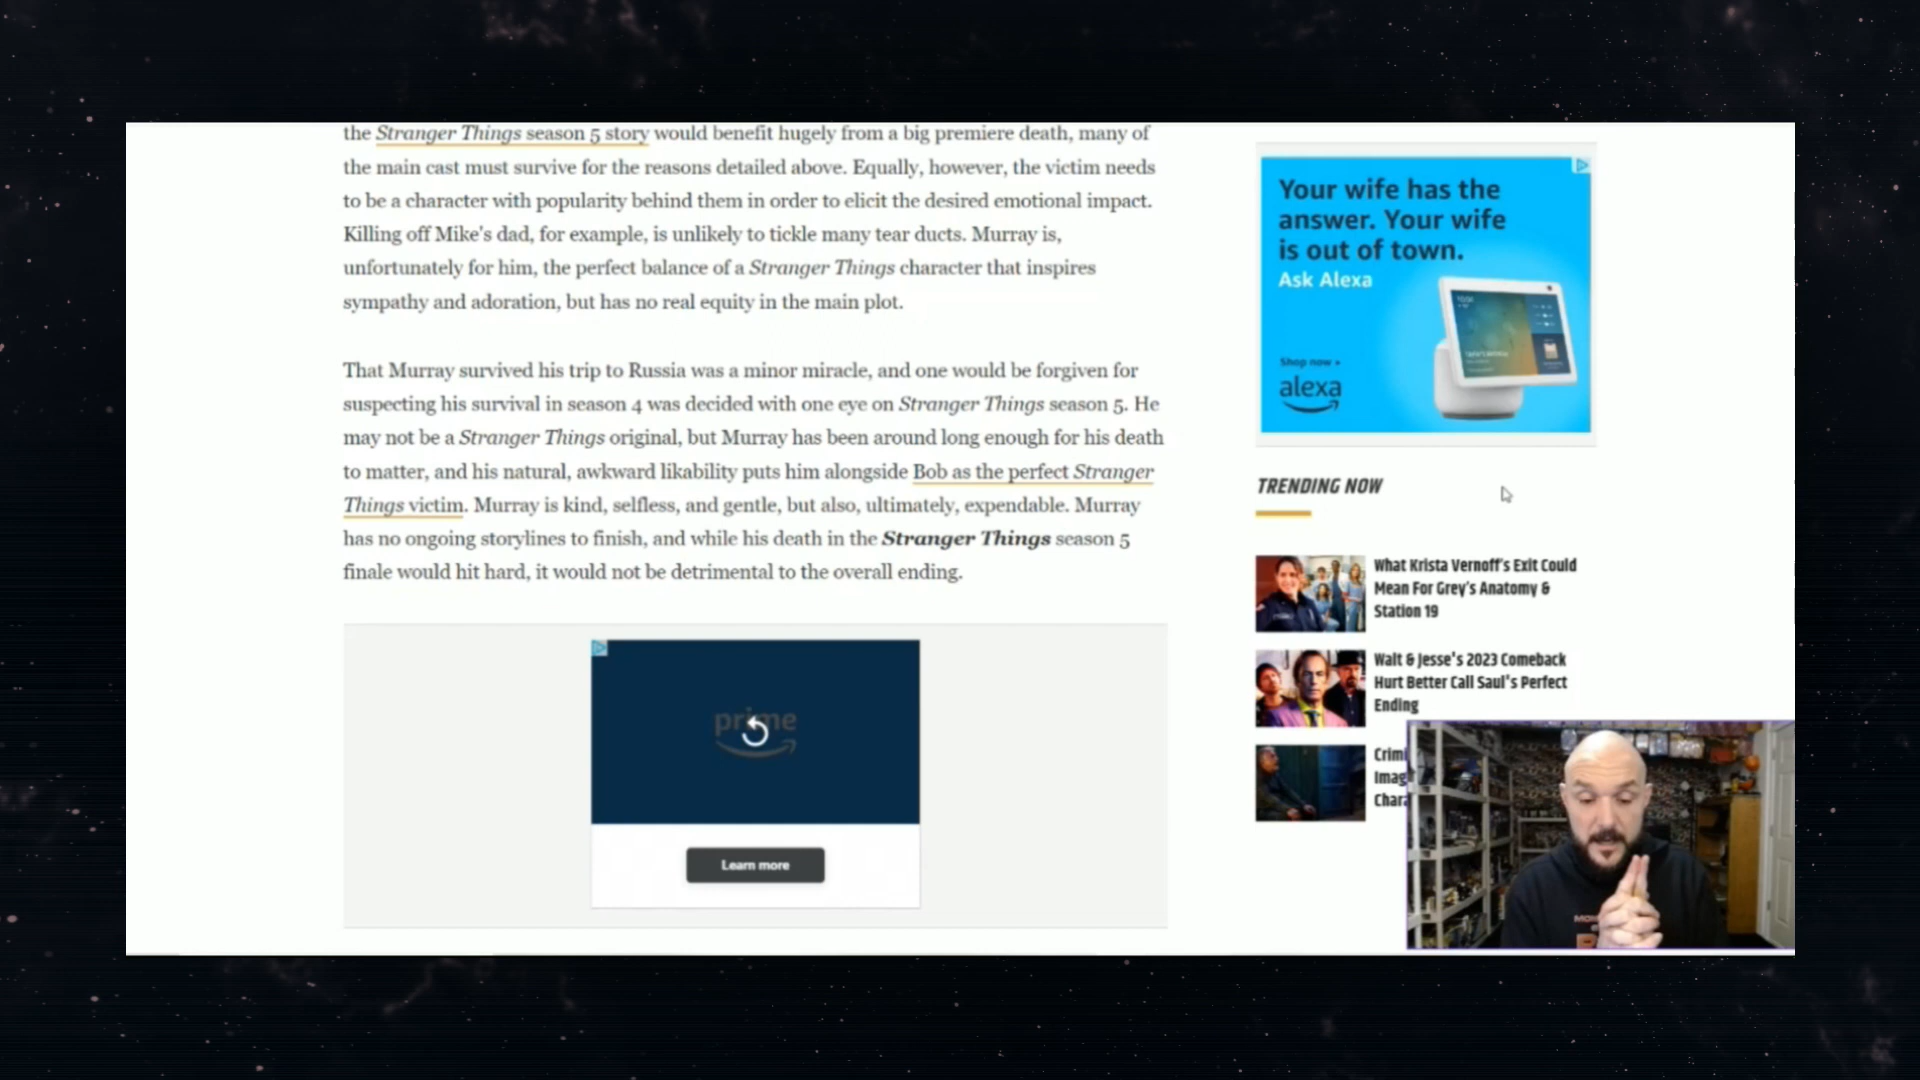 the Stranger Things season 5 story would benefit hugely from a big premiere death, many of
the main cast must survive for the reasons detailed above. Equally, however, the victim needs
to be a character with popularity behind them in order to elicit the desired emotional impact.
Killing off Mike's dad, for example, is unlikely to tickle many tear ducts. Murray is,
unfortunately for him, the perfect balance of a Stranger Things character that inspires
sympathy and adoration, but has no real equity in the main plot.
That Murray survived his trip to Russia was a minor miracle, and one would be forgiven for
suspecting his survival in season 4 was decided with one eye on Stranger Things season 5. He
may not be a Stranger Things original, but Murray has been around long enough for his death
to matter, and his natural, awkward likability puts him alongside Bob as the perfect Stranger
Things victim. Murray is kind, selfless, and gentle, but also, ultimately, expendable. Murray
has no ongoing storylines to finish, and while his death in the Stranger Things season 5
finale would hit hard, it would not be detrimental to the overall ending.
prime
Learn more
Your wife has the
answer. Your wife
is out of town.
Ask Alexa
Shop now
alexa
TRENDING NOW
What Krista Vernoff's Exit Could
Mean For Grey's Anatomy &
Station 19
Walt & Jesse's 2023 Comeback
Hurt Better Call Saul's Perfect
Ending
Crimi
Imag
Chara